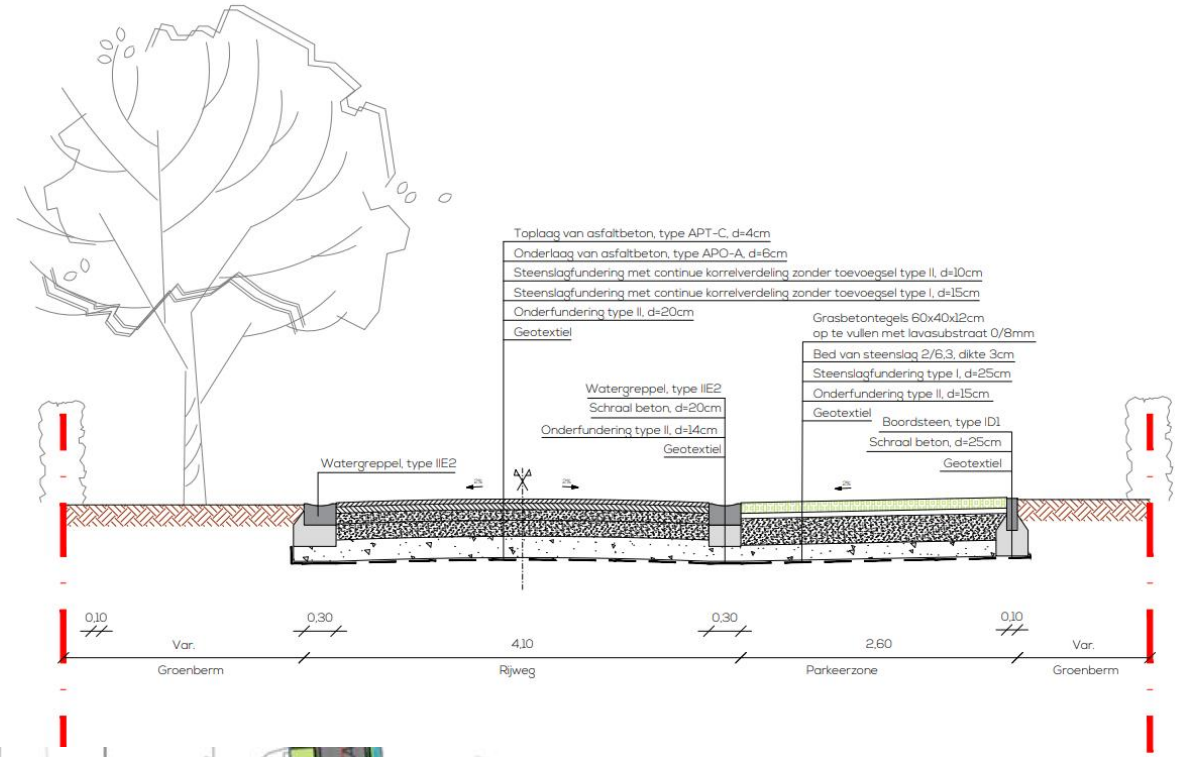 Toplaag van asfaltbeton, type APT-C, d=4cm
Onderlaag van asfaltbeton, type APO-A, d=6cm
Steenslagfundering met continue korrelverdeling zonder toevoegsel type II, d=10cm
Steenslagfundering met continue korrelverdeling zonder toevoegsel type I, d=15cm
Onderfundering type II, d=20cm
Geotextiel
Grasbetontegels 60x40x12cm
op te vullen met lavasubstraat 0/8mm
Bed van steenslag 2/6,3, dikte 3cm
Steenslagfundering type I, d=25cm
Onderfundering type II, d=15cm
Geotextiel
Watergreppel, type IIE2
Schraal beton, d=20cm
Onderfundering type II, d=14cm
Geotextiel
Boordsteen, type ID1
Schraal beton, d=25cm
Geotextiel
Watergreppel, type IIE2
2% 2% 2%
0,10 0,30 0,30 0,10
Var. 4,10 2,60 Var.
Groenberm Rijweg Parkeerzone Groenberm